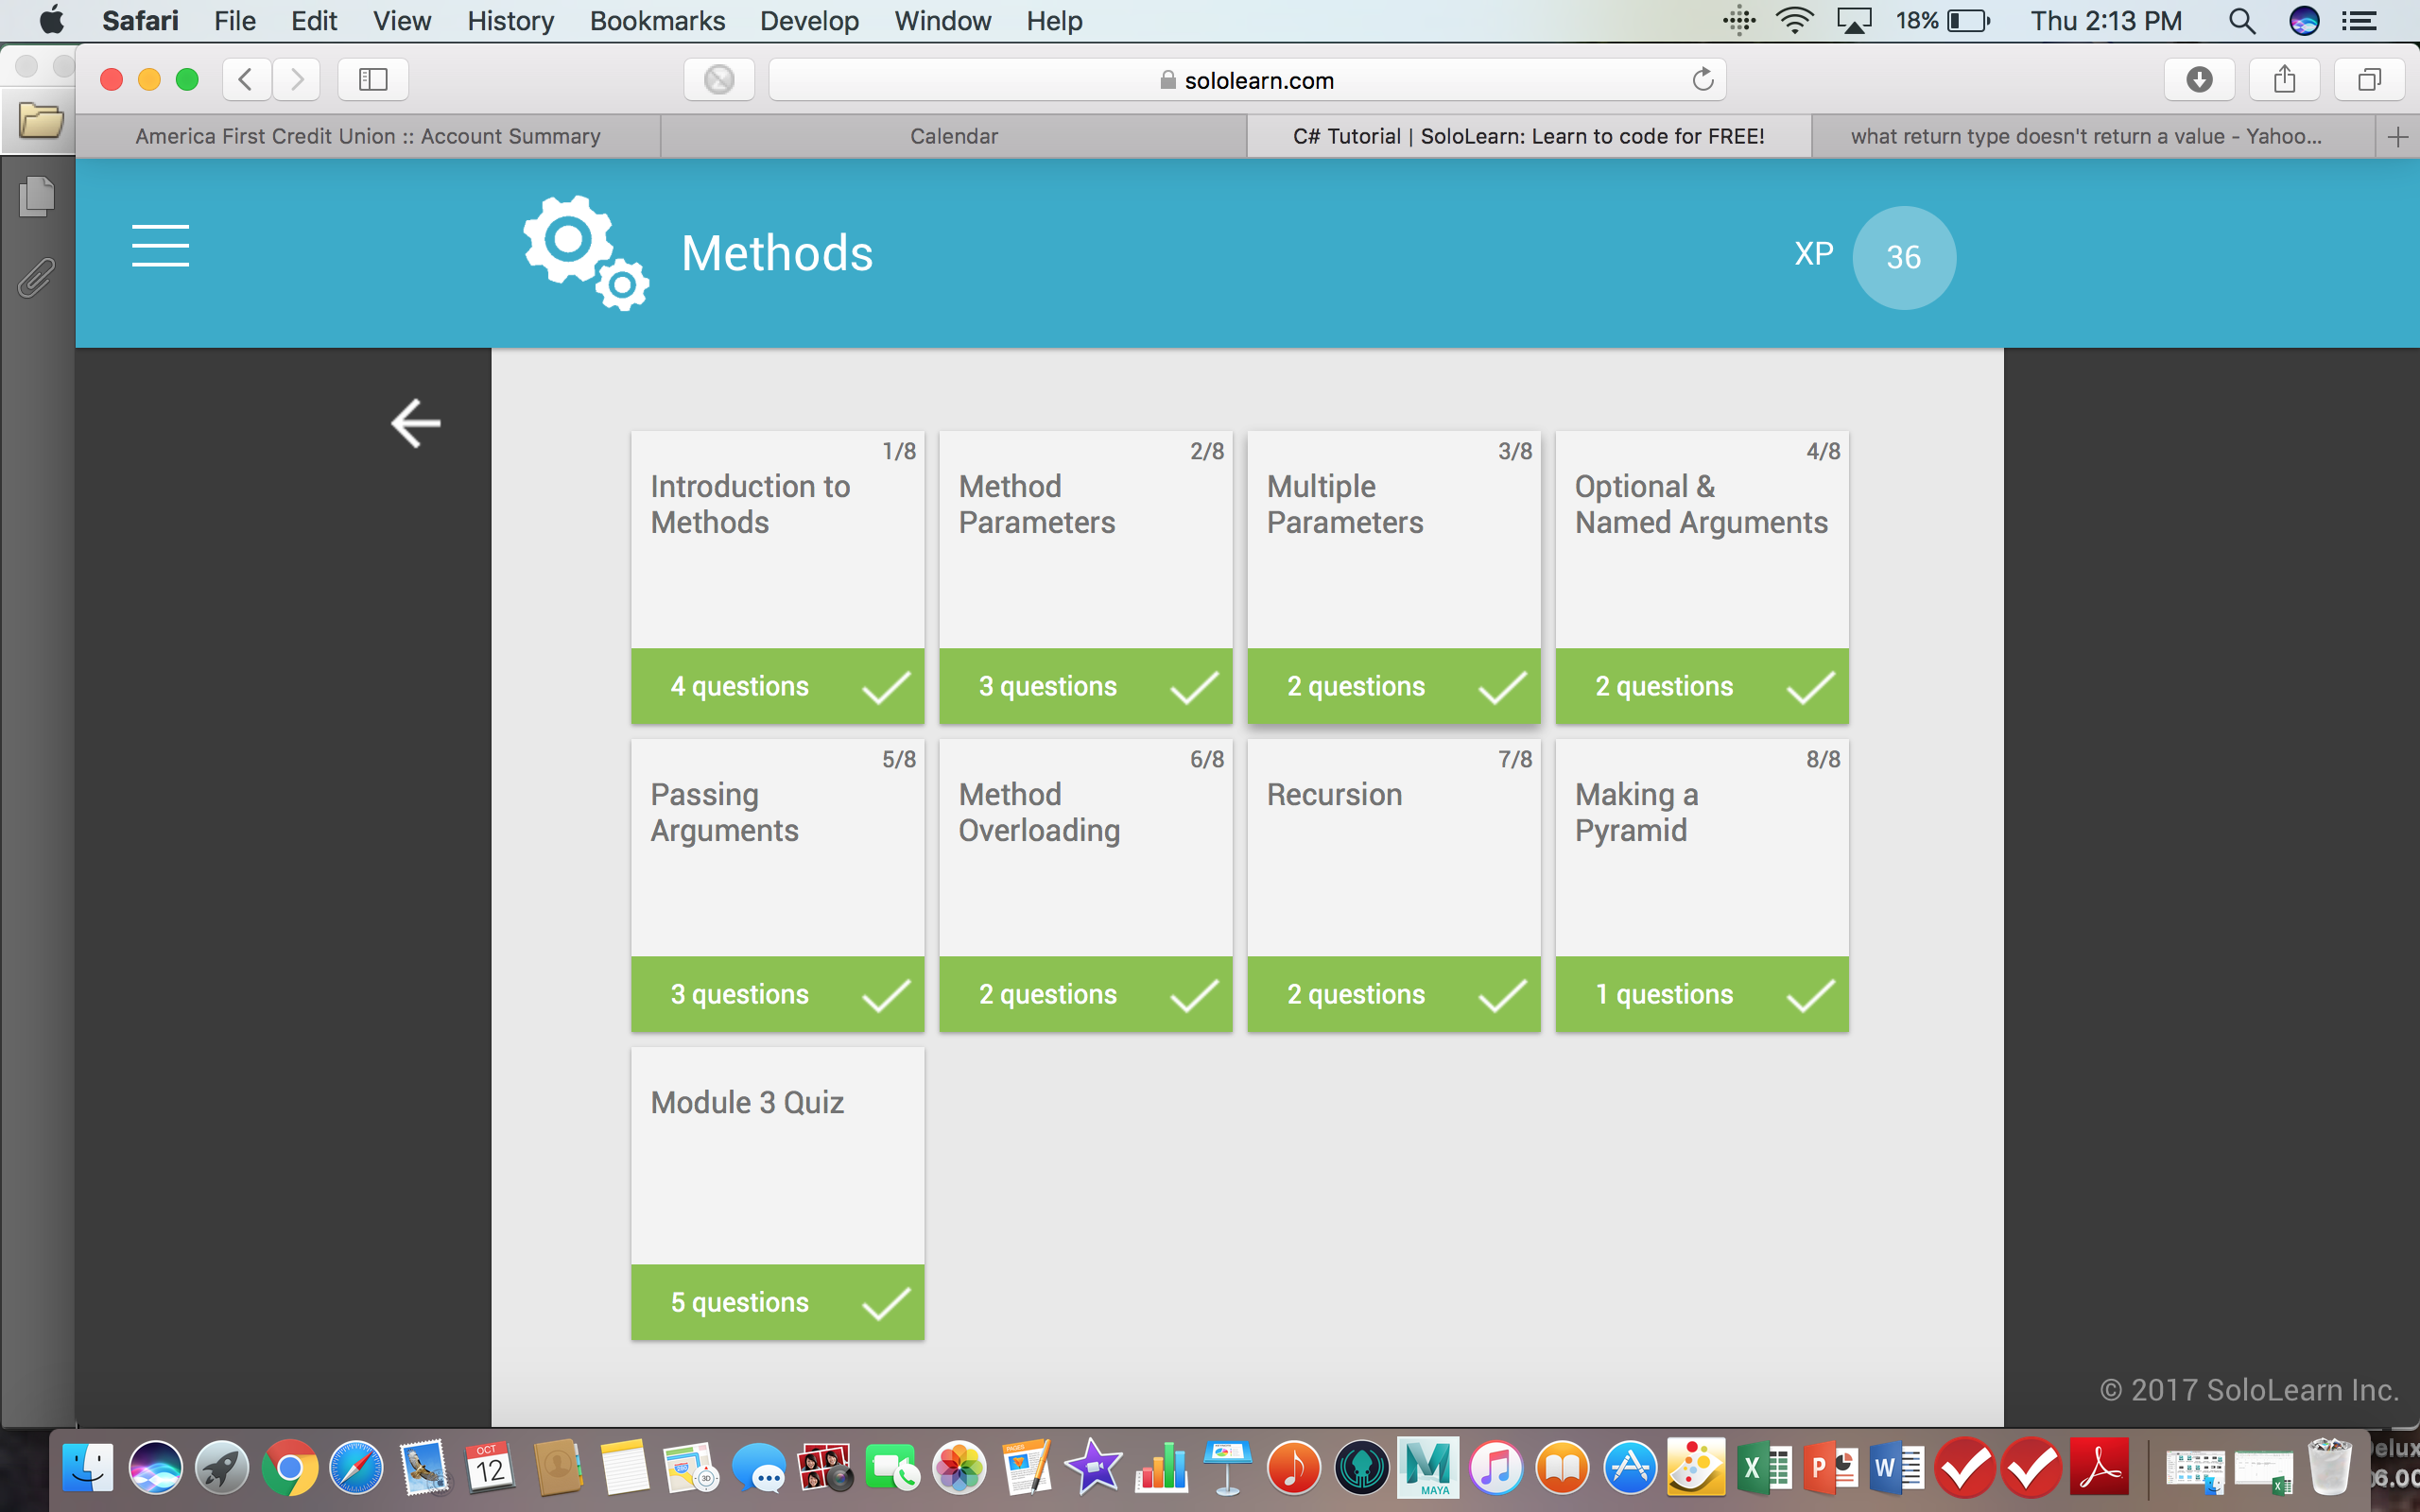 Safari File Edit View History Bookmarks Develop Window Help 18% Thu 2:13 PM
sololearn.com
America First Credit Union :: Account Summary
Calendar
C# Tutorial | SoloLearn: Learn to code for FREE!
what return type doesn't return a value - Yahoo...
Methods
XP 36
1/8
Introduction to
Methods
4 questions
2/8
Method
Parameters
3 questions
3/8
Multiple
Parameters
2 questions
4/8
Optional &
Named Arguments
2 questions
5/8
Passing
Arguments
3 questions
6/8
Method
Overloading
2 questions
7/8
Recursion
2 questions
8/8
Making a
Pyramid
1 questions
Module 3 Quiz
5 questions
© 2017 SoloLearn Inc.
OCT
12
PAGES
3D
MAYA
X
P
W